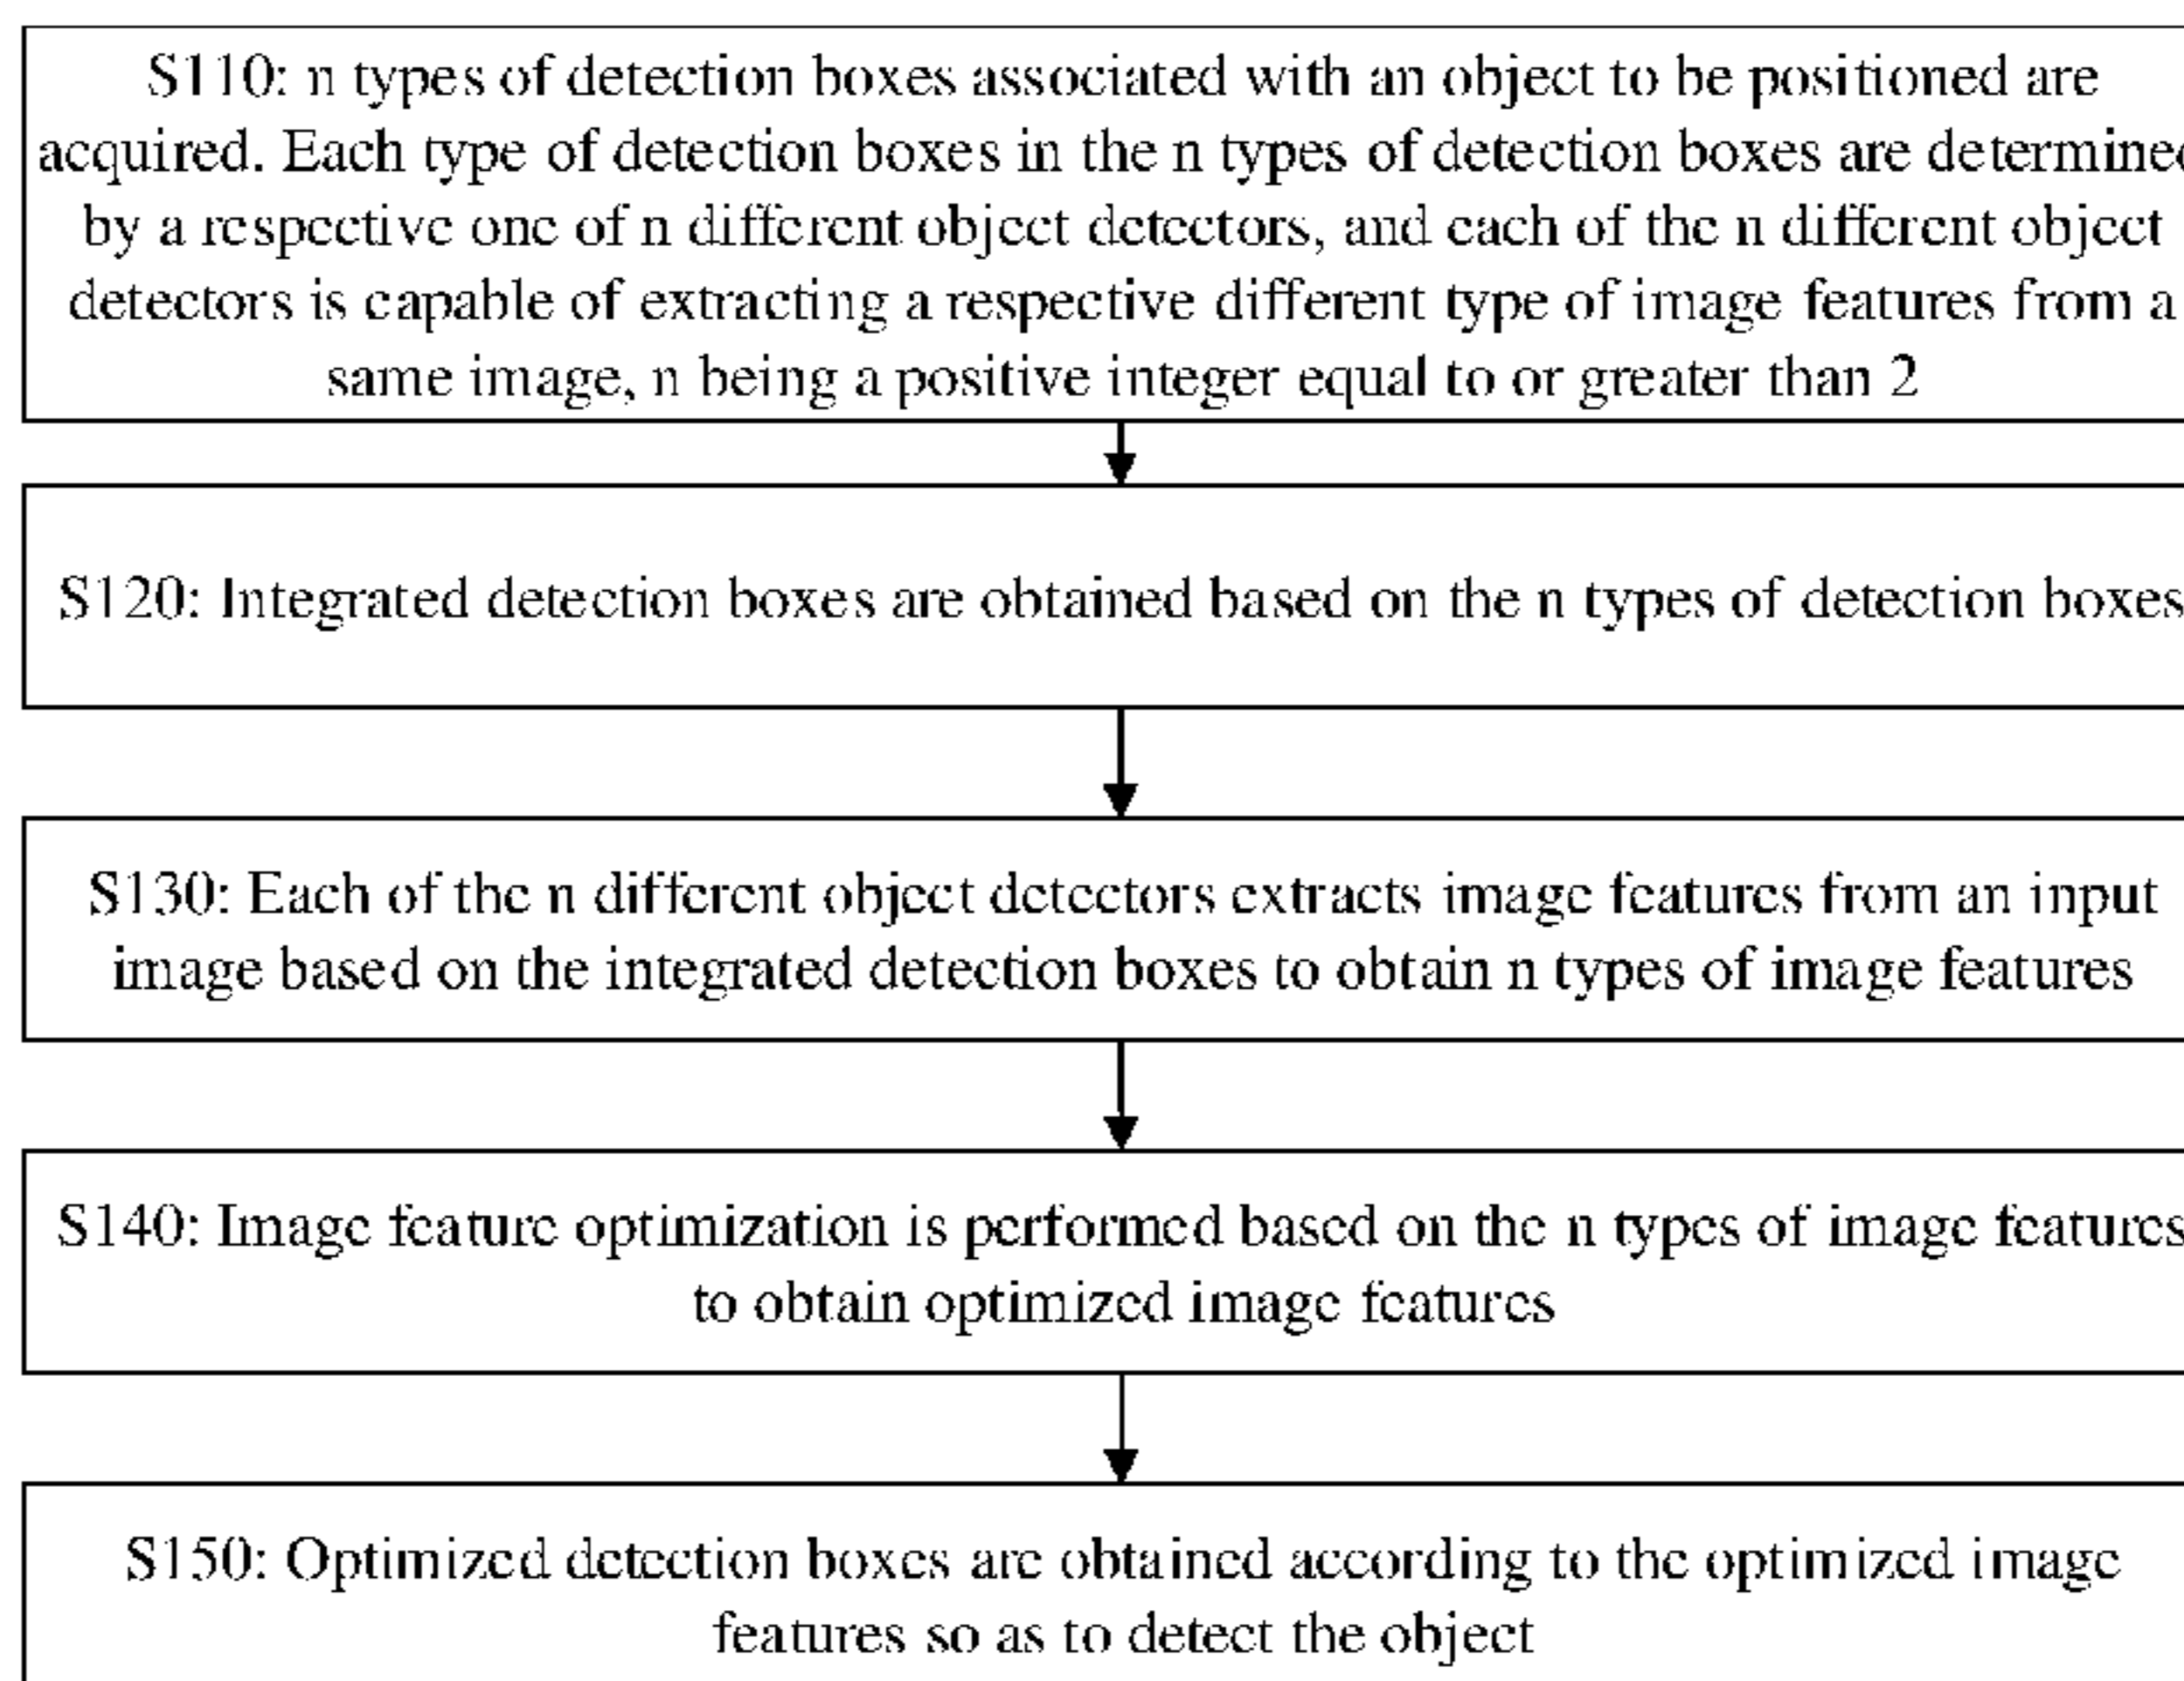 S110: n types of detection boxes associated with an object to be positioned are
acquired. Each type of detection boxes in the n types of detection boxes are determined
by a respective one of n different object detectors, and each of the n different object
detectors is capable of extracting a respective different type of image features from a
same image, n being a positive integer equal to or greater than 2
S120: Integrated detection boxes are obtained based on the n types of detection boxes
S130: Each of the n different object detectors extracts image features from an input
image based on the integrated detection boxes to obtain n types of image features
S140: Image feature optimization is performed based on the n types of image features
to obtain optimized image features
S150: Optimized detection boxes are obtained according to the optimized image
features so as to detect the object